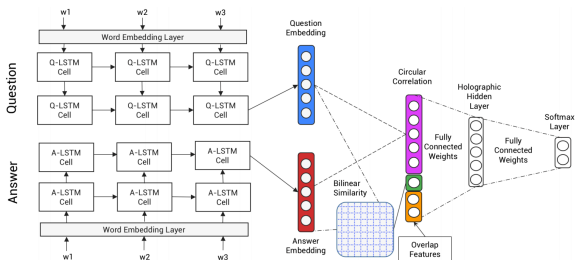 w1 w2 w3
Word Embedding Layer
Q-LSTM Cell Q-LSTM Cell Q-LSTM Cell
Q-LSTM Cell Q-LSTM Cell Q-LSTM Cell
Question
A-LSTM Cell A-LSTM Cell A-LSTM Cell
A-LSTM Cell A-LSTM Cell A-LSTM Cell
Answer
Word Embedding Layer
w1 w2 w3
Question
Embedding
Answer
Embedding
Bilinear
Similarity
Circular
Correlation
Overlap
Features
Fully
Connected
Weights
Holographic
Hidden
Layer
Fully
Connected
Weights
Softmax
Layer